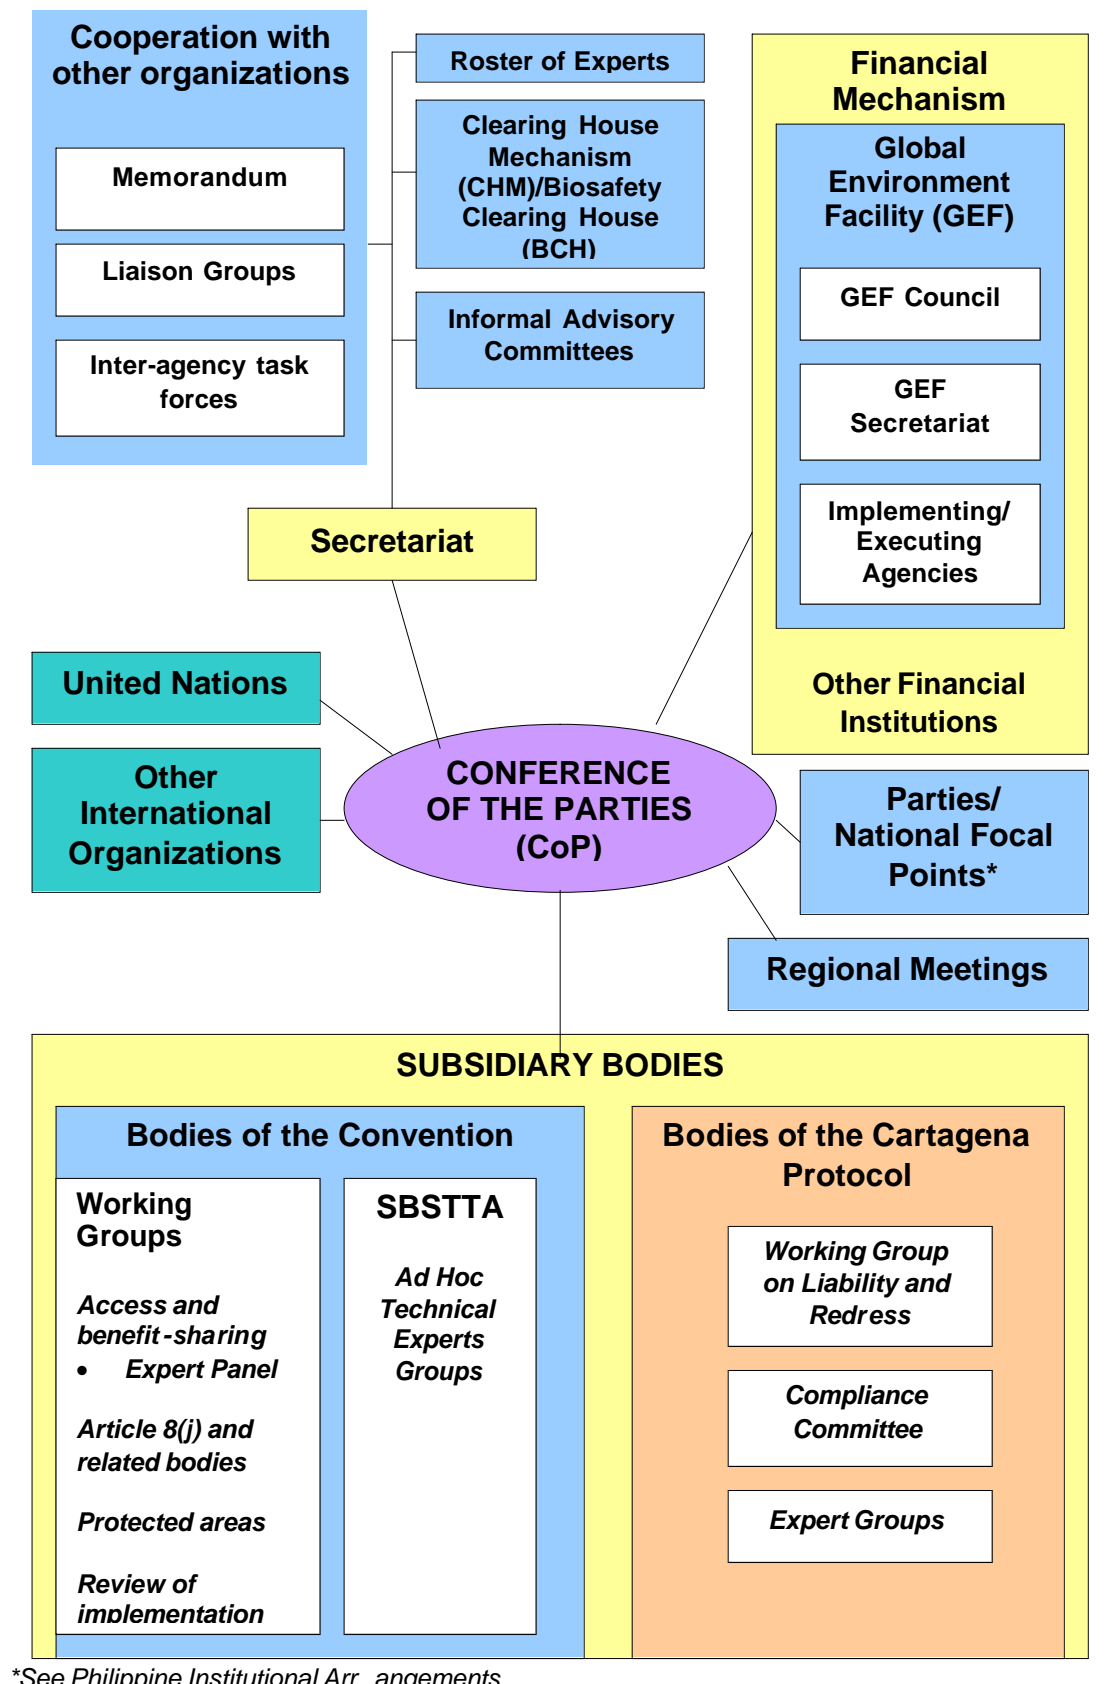 Cooperation with
other organizations
Memorandum
Liaison Groups
Inter-agency task
forces
Roster of Experts
Clearing House
Mechanism
(CHM)/Biosafety
Clearing House
(BCH)
Informal Advisory
Committees
Financial
Mechanism
Global
Environment
Facility (GEF)
GEF Council
GEF
Secretariat
Implementing/
Executing
Agencies
Other Financial
Institutions
Secretariat
United Nations
Other
International
Organizations
CONFERENCE
OF THE PARTIES
(CoP)
Parties/
National Focal
Points*
Regional Meetings
SUBSIDIARY BODIES
Bodies of the Convention
Working
Groups
Access and
benefit-sharing
• Expert Panel
Article 8(j) and
related bodies
Protected areas
Review of
implementation
SBSTTA
Ad Hoc
Technical
Experts
Groups
Bodies of the Cartagena
Protocol
Working Group
on Liability and
Redress
Compliance
Committee
Expert Groups
*See Philippine Institutional Arr angements